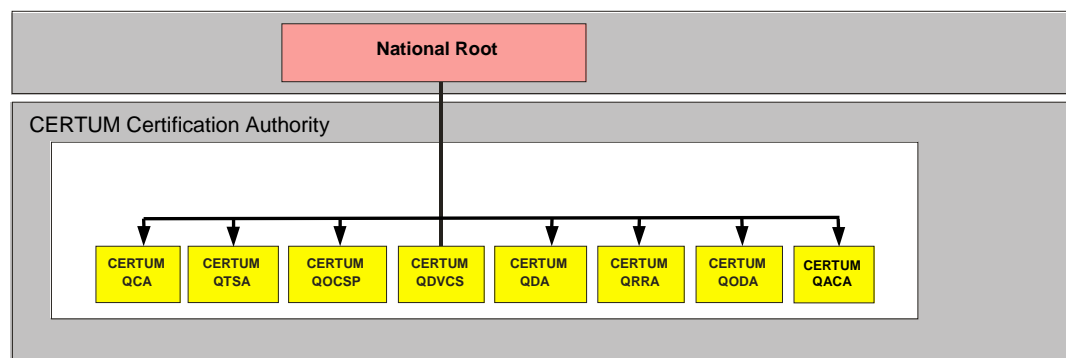 National Root
CERTUM Certification Authority
CERTUM
QCA
CERTUM
QTSA
CERTUM
QOCSP
CERTUM
QDVCS
CERTUM
QDA
CERTUM
QRRA
CERTUM
QODA
CERTUM
QACA